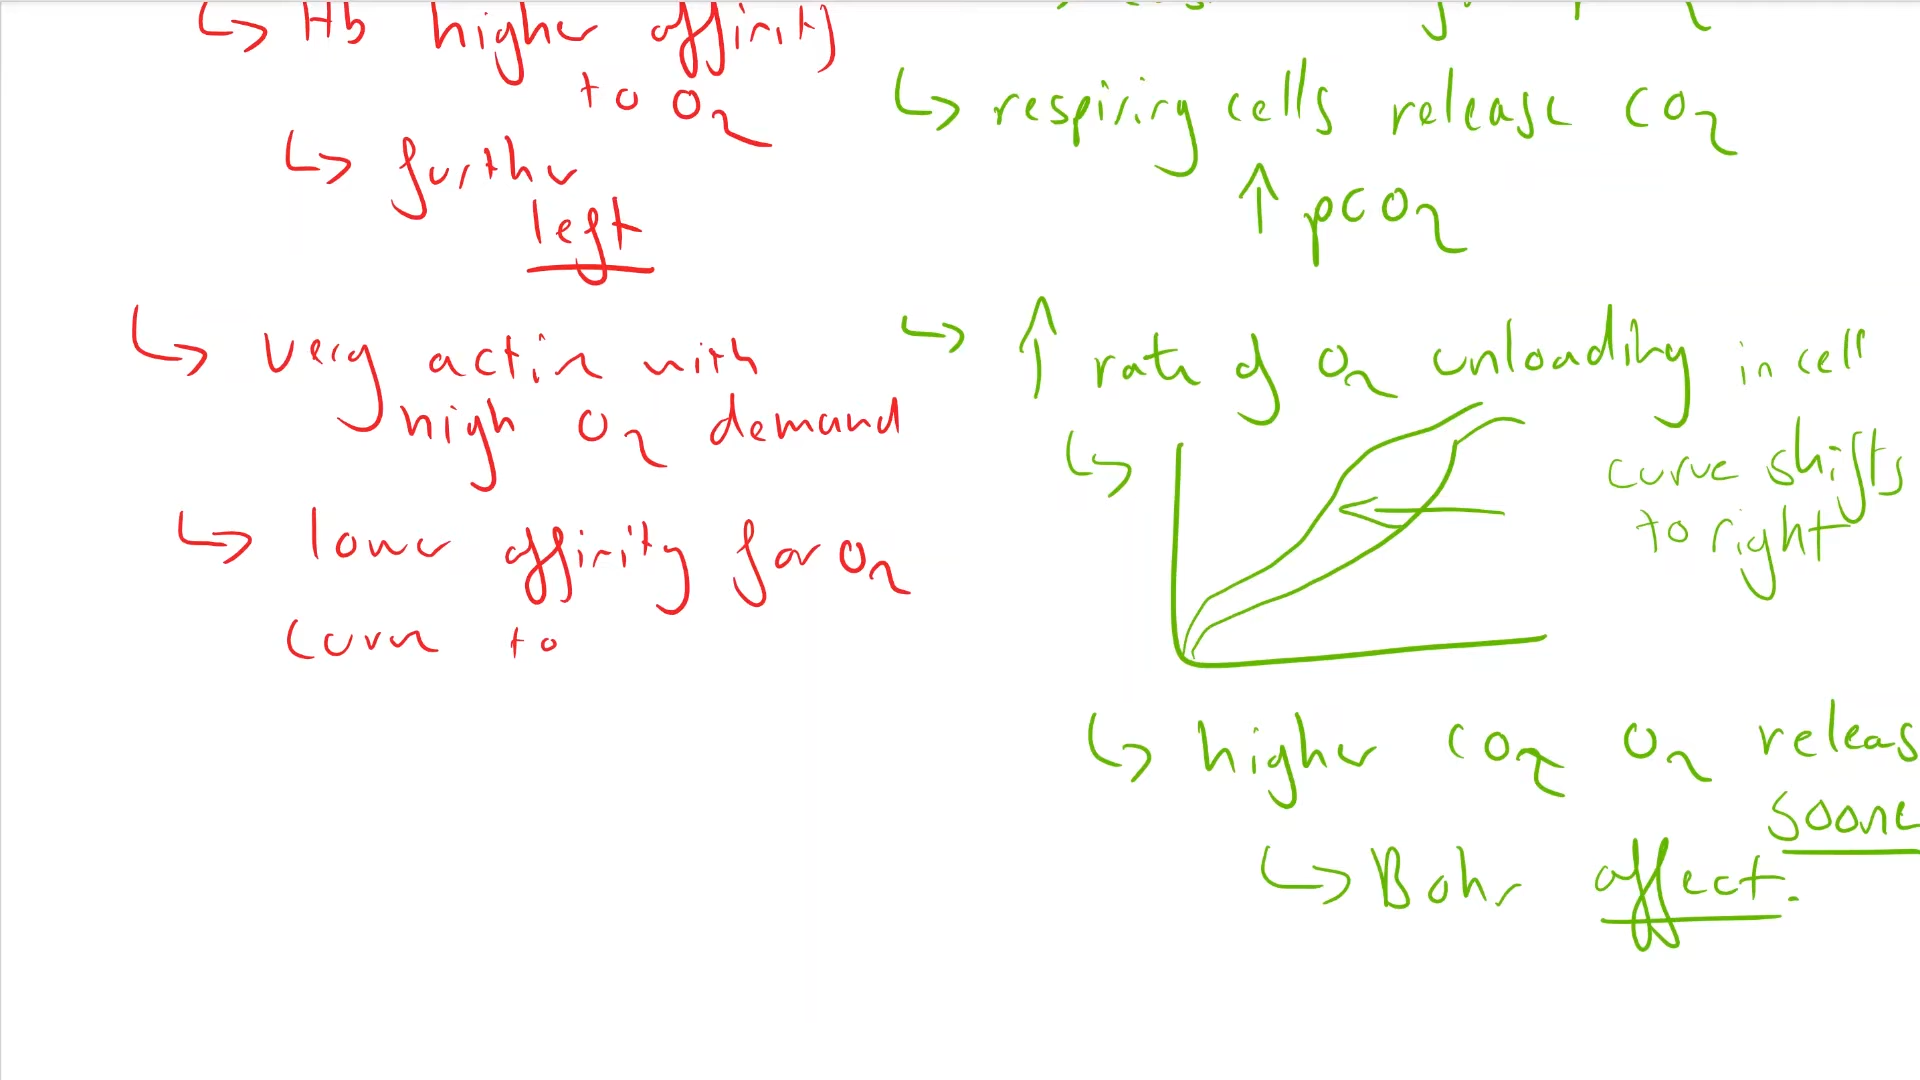 ↳ Hb higher affinity
to O2
↳ further
left
↳ very active with
high O2 demand
↳ lower affinity for O2
curve to
↳ respiring cells release CO2
↑ pCO2
↳ ↑ rate of O2 unloading in cell
↳ curve shifts
to right
↳ higher CO2 O2 releas
soone
↳ Bohr affect.